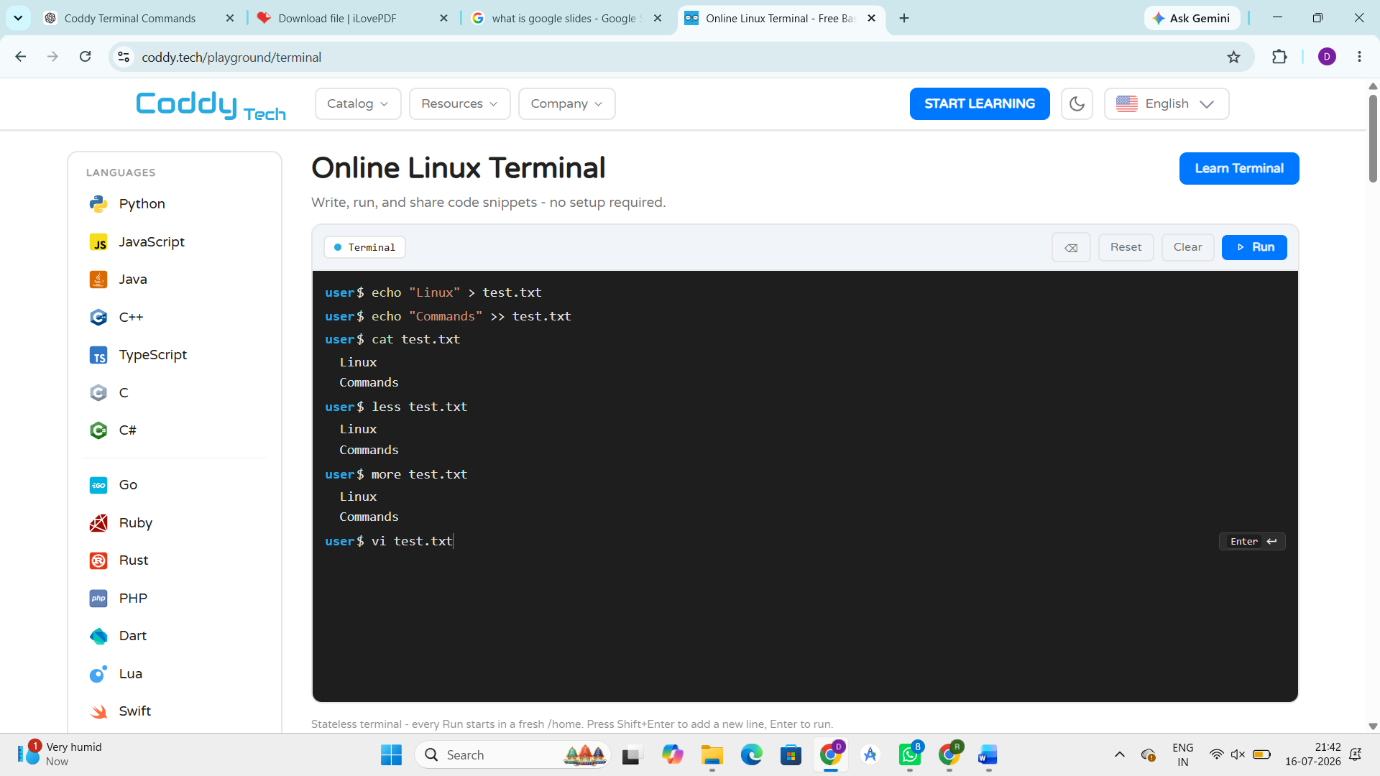 Coddy Terminal Commands
Download file | iLovePDF
what is google slides - Google S
Online Linux Terminal - Free Ba
Ask Gemini
coddy.tech/playground/terminal
D
Coddy Tech
Catalog
Resources
Company
START LEARNING
English
LANGUAGES
Python
JS JavaScript
Java
C++
TS TypeScript
C
C#
GO Go
Ruby
Rust
php PHP
Dart
Lua
Swift
Online Linux Terminal
Learn Terminal
Write, run, and share code snippets - no setup required.
Terminal
Reset
Clear
Run
user$ echo "Linux" > test.txt
user$ echo "Commands" >> test.txt
user$ cat test.txt
Linux
Commands
user$ less test.txt
Linux
Commands
user$ more test.txt
Linux
Commands
user$ vi test.txt
Enter ↩
Stateless terminal - every Run starts in a fresh /home. Press Shift+Enter to add a new line, Enter to run.
1
Very humid
Now
Search
D
8
R
W
ENG
IN
21:42
16-07-2026